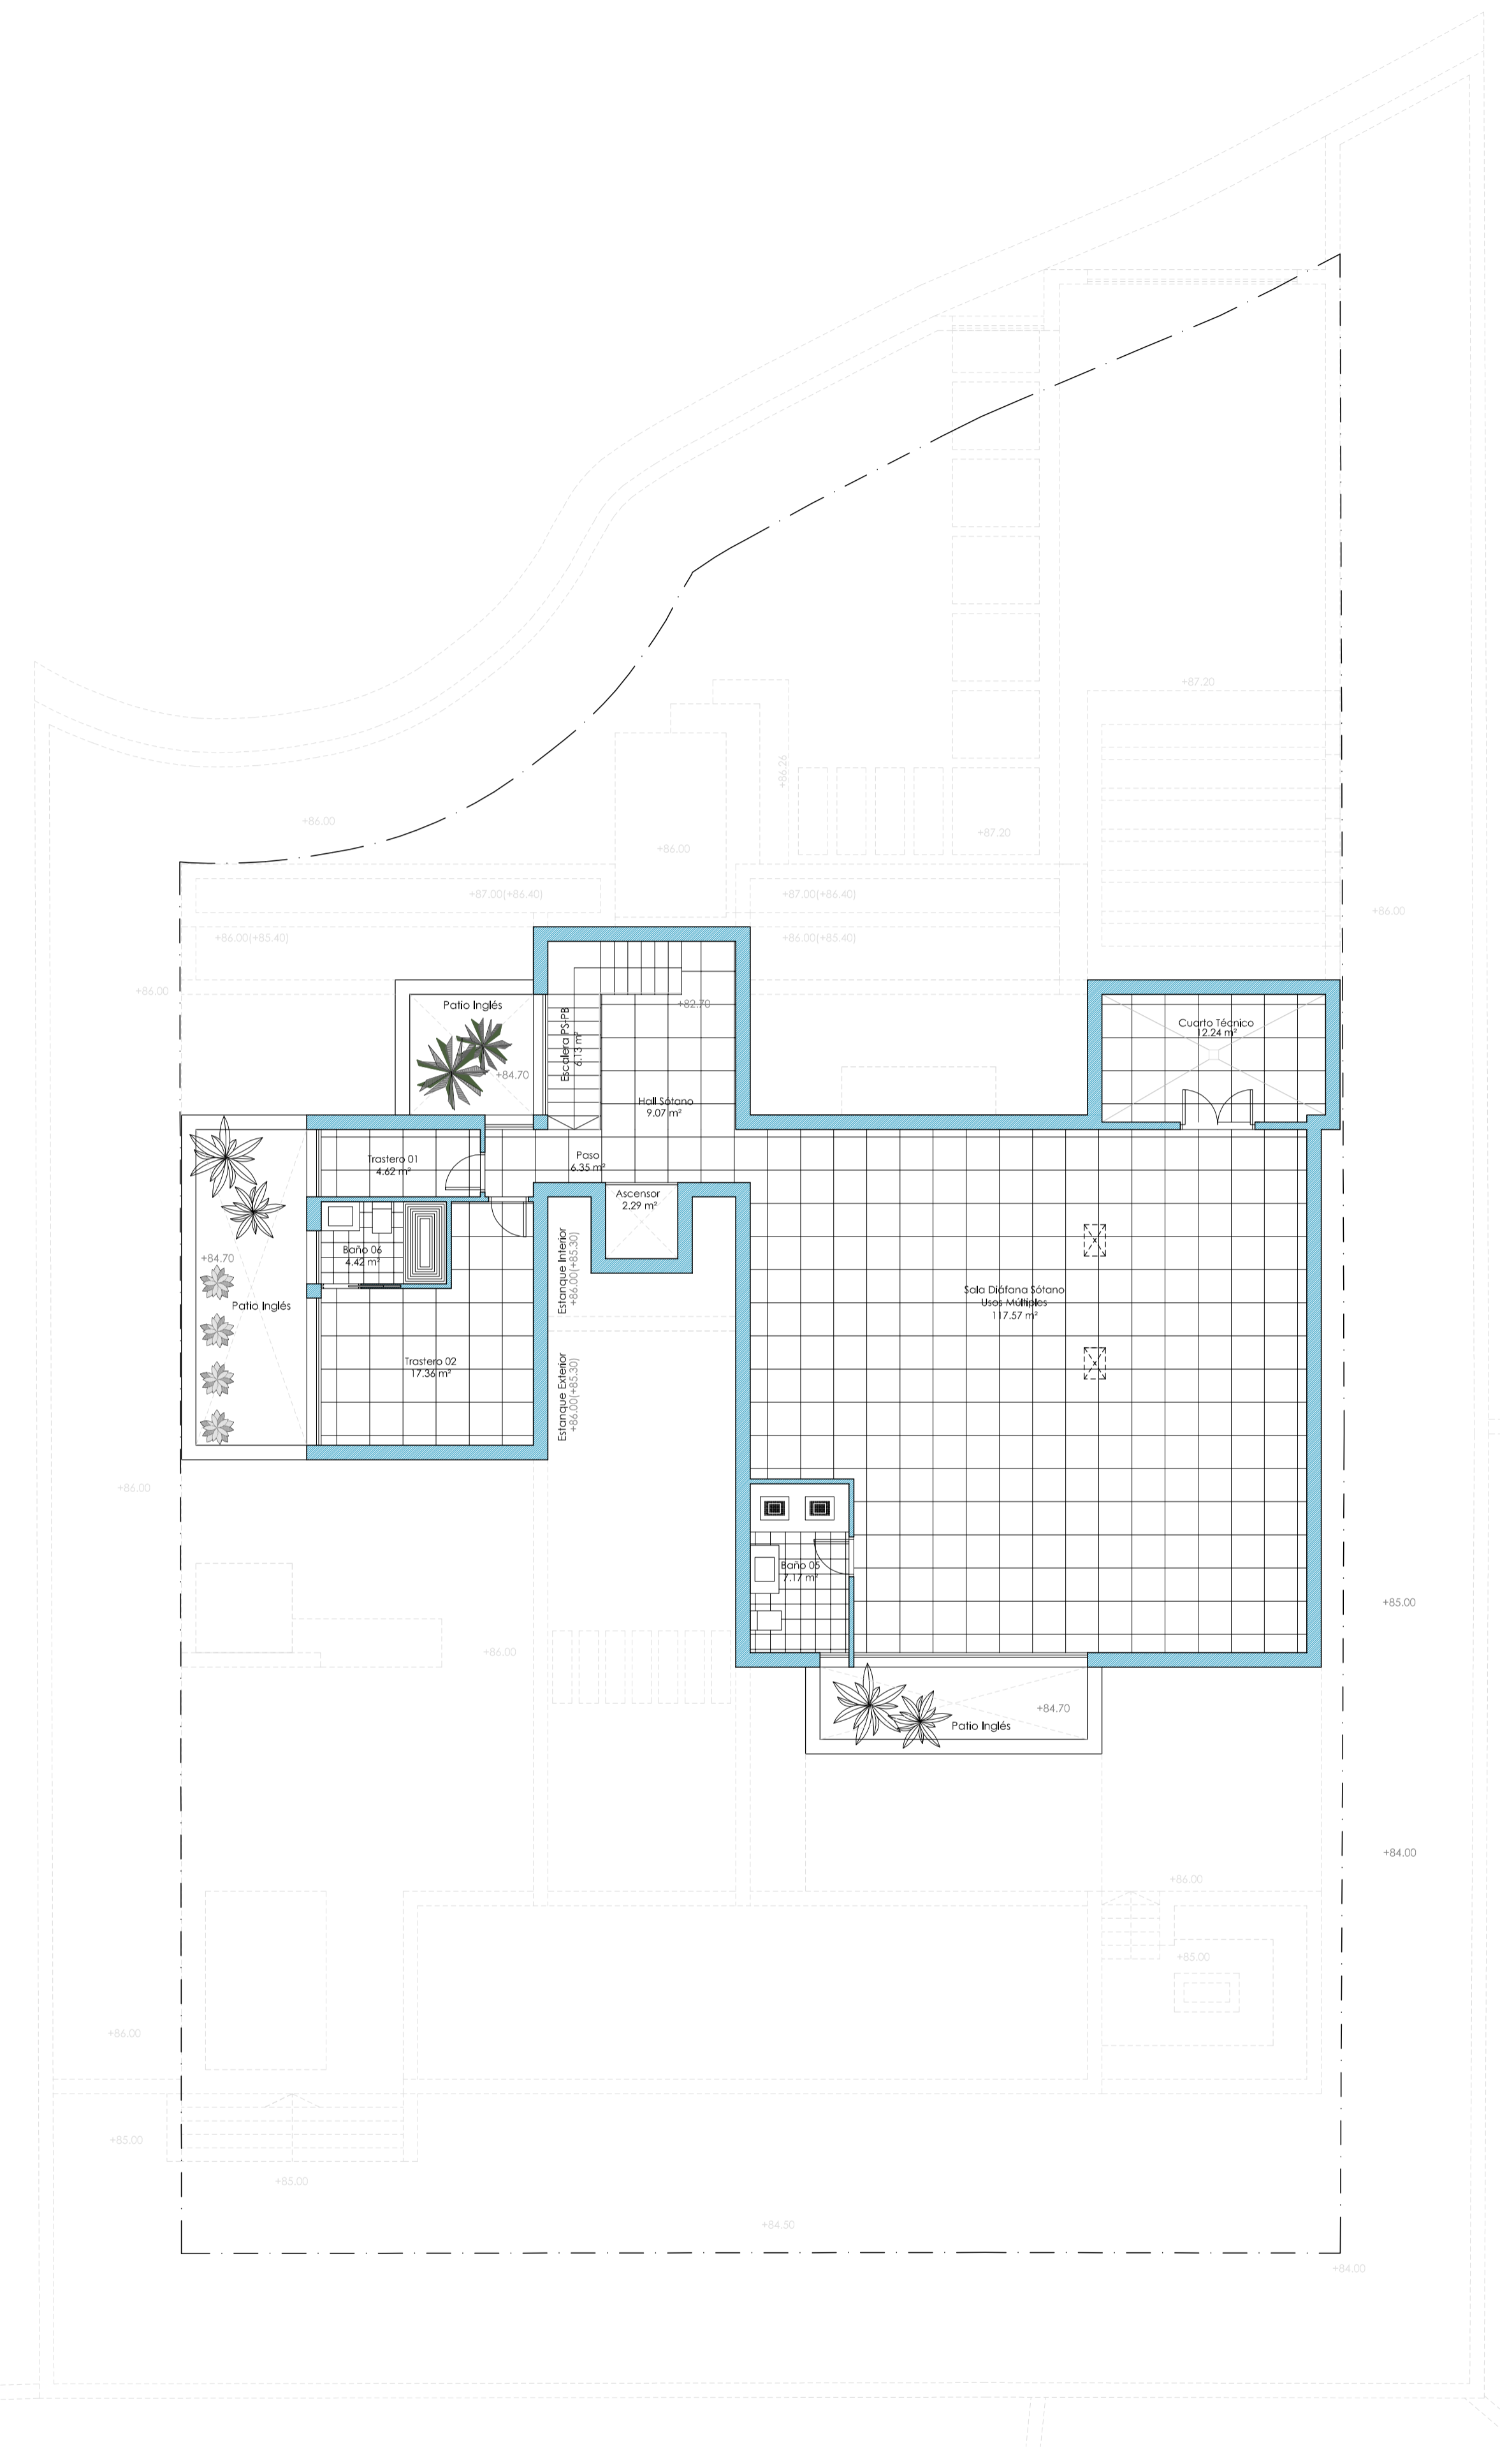 +87.20
+86.26
+86.00
+87.20
+86.00
+87.00(+86.40)
+87.00(+86.40)
+86.00
+86.00(+85.40)
+86.00(+85.40)
+86.00
Patio Inglés
+84.70
Escalera PS-PB
6.13 m²
+82.70
Cuarto Técnico
12.24 m²
Hall Sótano
9.07 m²
Trastero 01
4.62 m²
Paso
6.35 m²
Ascensor
2.29 m²
Baño 06
4.42 m²
+84.70
Patio Inglés
Estanque Interior
+86.00(+85.30)
Sala Diáfana Sótano
Usos Múltiples
117.57 m²
Trastero 02
17.36 m²
Estanque Exterior
+86.00(+85.30)
+86.00
Baño 05
7.17 m²
+85.00
+86.00
+84.70
Patio Inglés
+84.00
+86.00
+85.00
+86.00
+85.00
+85.00
+84.50
+84.00